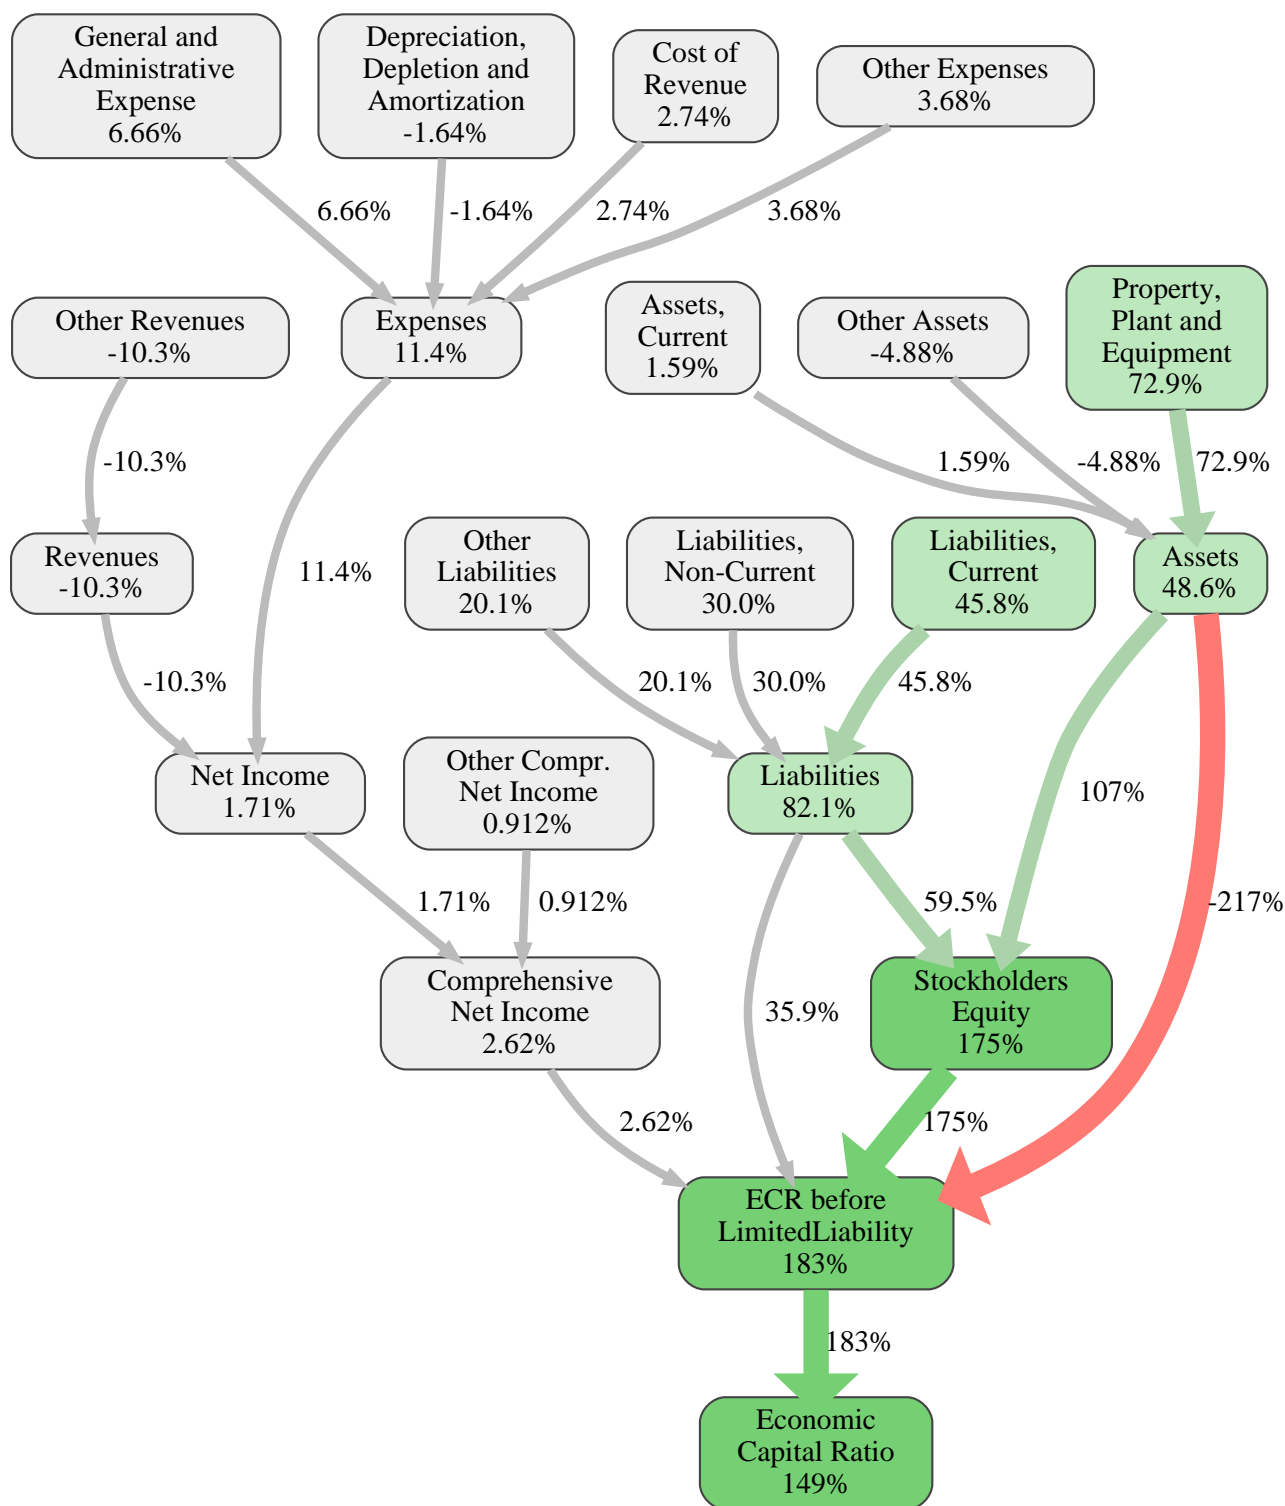 General and
Administrative
Expense
6.66%
Depreciation,
Depletion and
Amortization
-1.64%
Cost of
Revenue
2.74%
Other Expenses
3.68%
6.66%
-1.64%
2.74%
3.68%
Other Revenues
-10.3%
Expenses
11.4%
Assets,
Current
1.59%
Other Assets
-4.88%
Property,
Plant and
Equipment
72.9%
-10.3%
11.4%
1.59%
-4.88%
72.9%
Revenues
-10.3%
Other
Liabilities
20.1%
Liabilities,
Non-Current
30.0%
Liabilities,
Current
45.8%
Assets
48.6%
-10.3%
20.1%
30.0%
45.8%
107%
-217%
Net Income
1.71%
Other Compr.
Net Income
0.912%
Liabilities
82.1%
1.71%
0.912%
59.5%
35.9%
Comprehensive
Net Income
2.62%
Stockholders
Equity
175%
2.62%
175%
ECR before
LimitedLiability
183%
183%
Economic
Capital Ratio
149%